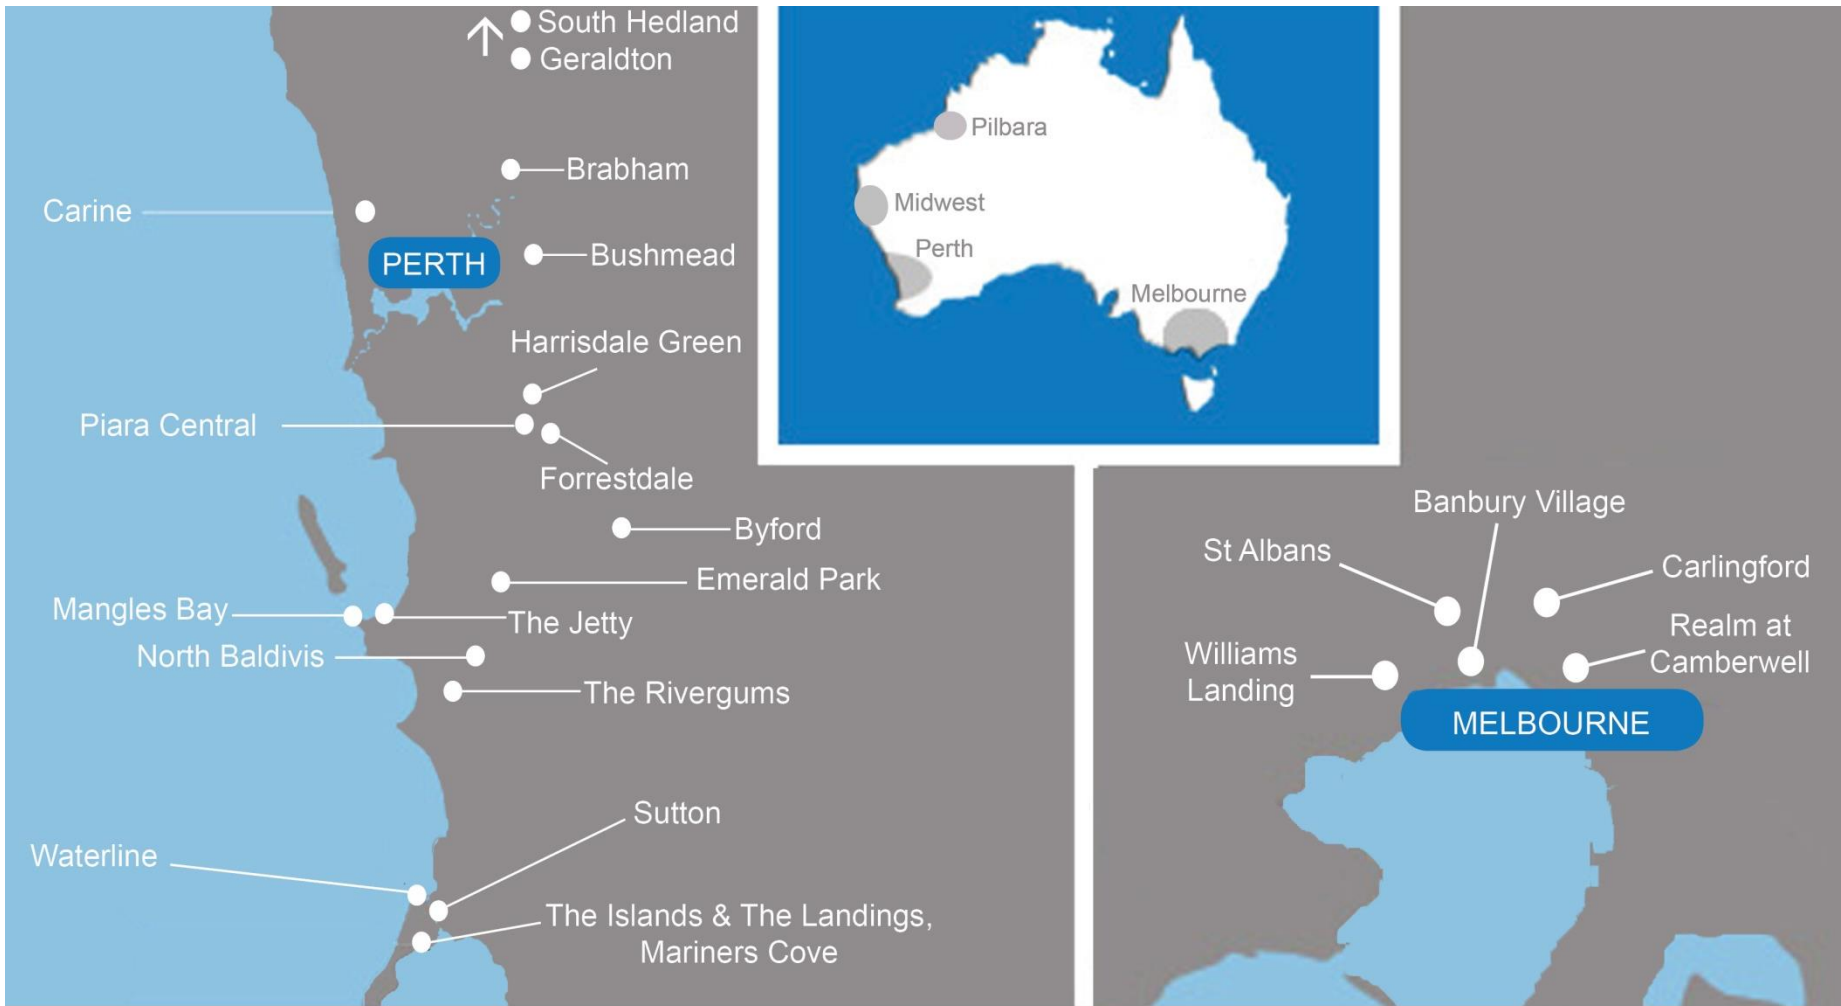 South Hedland
Geraldton
Brabham
Carine
PERTH
Bushmead
Harrisdale Green
Piara Central
Forrestdale
Byford
Emerald Park
Mangles Bay
The Jetty
North Baldivis
The Rivergums
Sutton
Waterline
The Islands & The Landings,
Mariners Cove
Pilbara
Midwest
Perth
Melbourne
Banbury Village
St Albans
Carlingford
Realm at
Camberwell
Williams
Landing
MELBOURNE